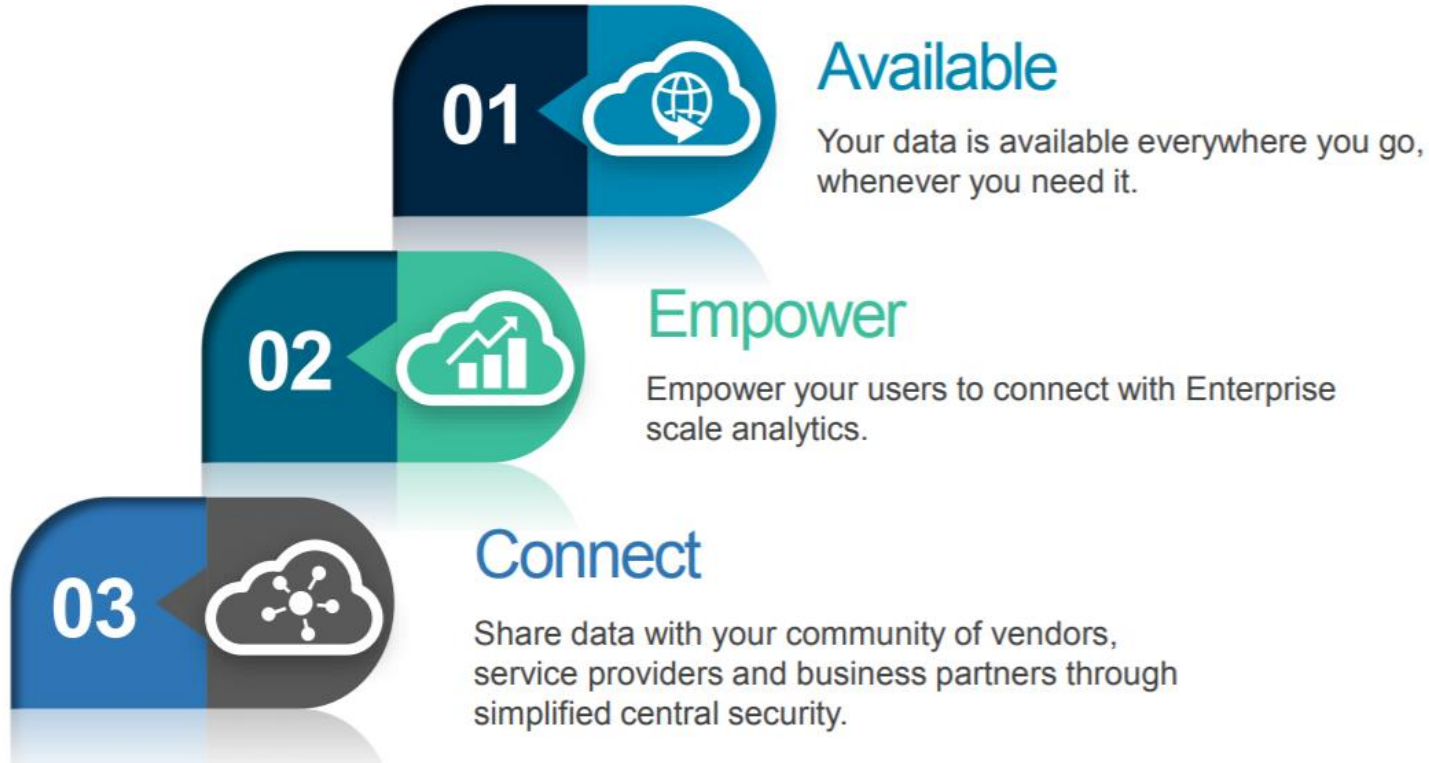 01
Available
Your data is available everywhere you go,
whenever you need it.
02
Empower
Empower your users to connect with Enterprise
scale analytics.
03
Connect
Share data with your community of vendors,
service providers and business partners through
simplified central security.